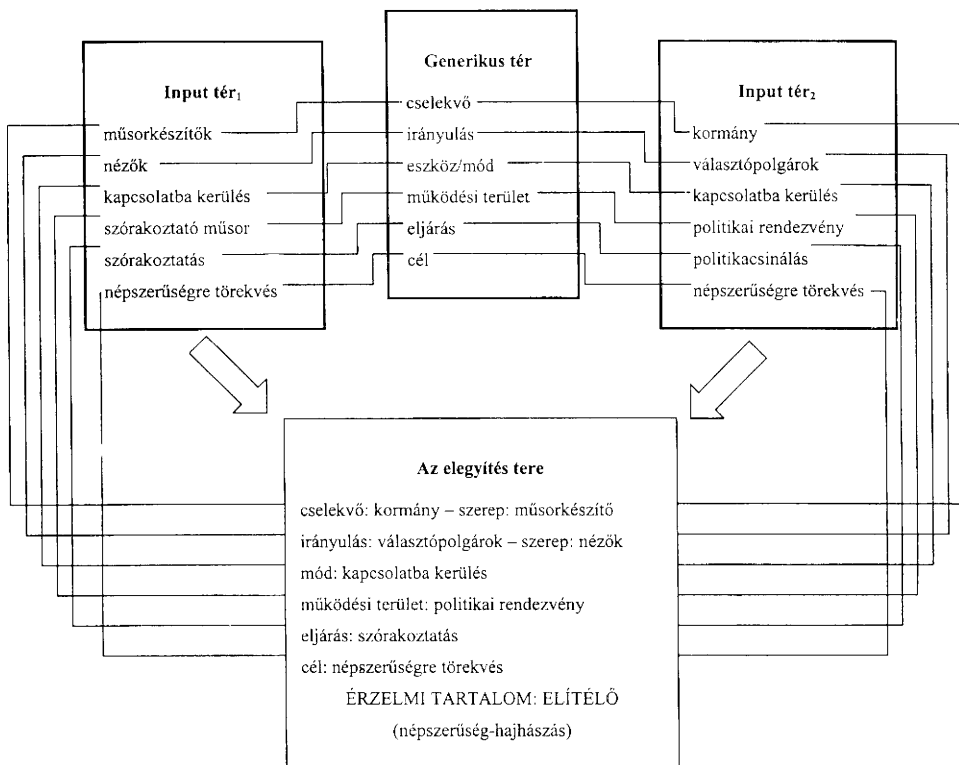 Generikus tér
cselekvő
irányulás
eszköz/mód
működési terület
eljárás
cél
Input tér₁
műsorkészítők
nézők
kapcsolatba kerülés
szórakoztató műsor
szórakoztatás
népszerűségre törekvés
Input tér₂
kormány
választópolgárok
kapcsolatba kerülés
politikai rendezvény
politikacsinálás
népszerűségre törekvés
Az elegyítés tere
cselekvő: kormány – szerep: műsorkészítő
irányulás: választópolgárok – szerep: nézők
mód: kapcsolatba kerülés
működési terület: politikai rendezvény
eljárás: szórakoztatás
cél: népszerűségre törekvés
ÉRZELMI TARTALOM: ELÍTÉLŐ
(népszerűség-hajhászás)